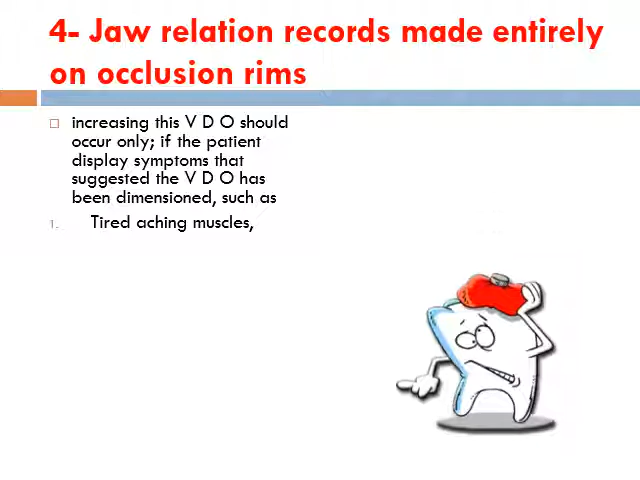 4- Jaw relation records made entirely
on occlusion rims
increasing this V D O should
occur only; if the patient
display symptoms that
suggested the V D O has
been dimensioned, such as
1. Tired aching muscles,